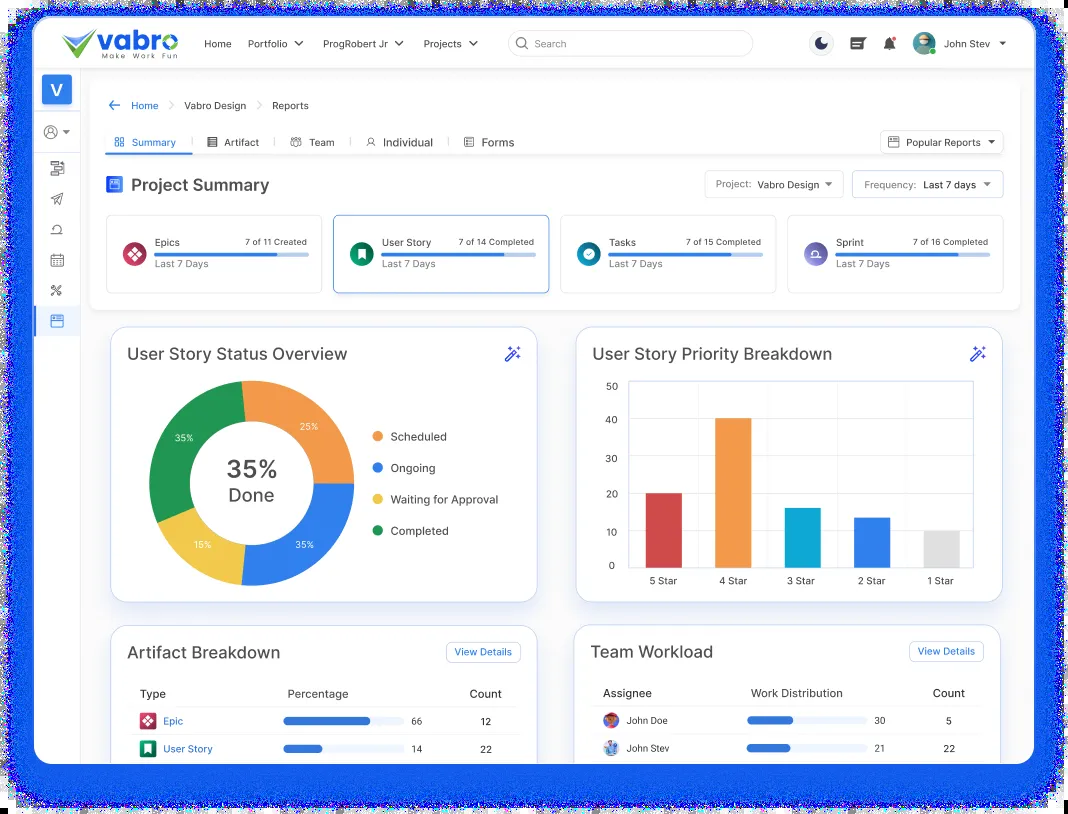 vabro
Make Work Fun
Home Portfolio ProgRobert Jr Projects Search John Stev
V
Home Vabro Design Reports
Summary Artifact Team Individual Forms Popular Reports
Project Summary Project: Vabro Design Frequency: Last 7 days
Epics 7 of 11 Created
Last 7 Days
User Story 7 of 14 Completed
Last 7 Days
Tasks 7 of 15 Completed
Last 7 Days
Sprint 7 of 16 Completed
Last 7 Days
User Story Status Overview
25%
35%
35%
Done
15%
35%
Scheduled
Ongoing
Waiting for Approval
Completed
User Story Priority Breakdown
50
40
30
20
10
0
5 Star 4 Star 3 Star 2 Star 1 Star
Artifact Breakdown View Details
Type Percentage Count
Epic 66 12
User Story 14 22
Team Workload View Details
Assignee Work Distribution Count
John Doe 30 5
John Stev 21 22